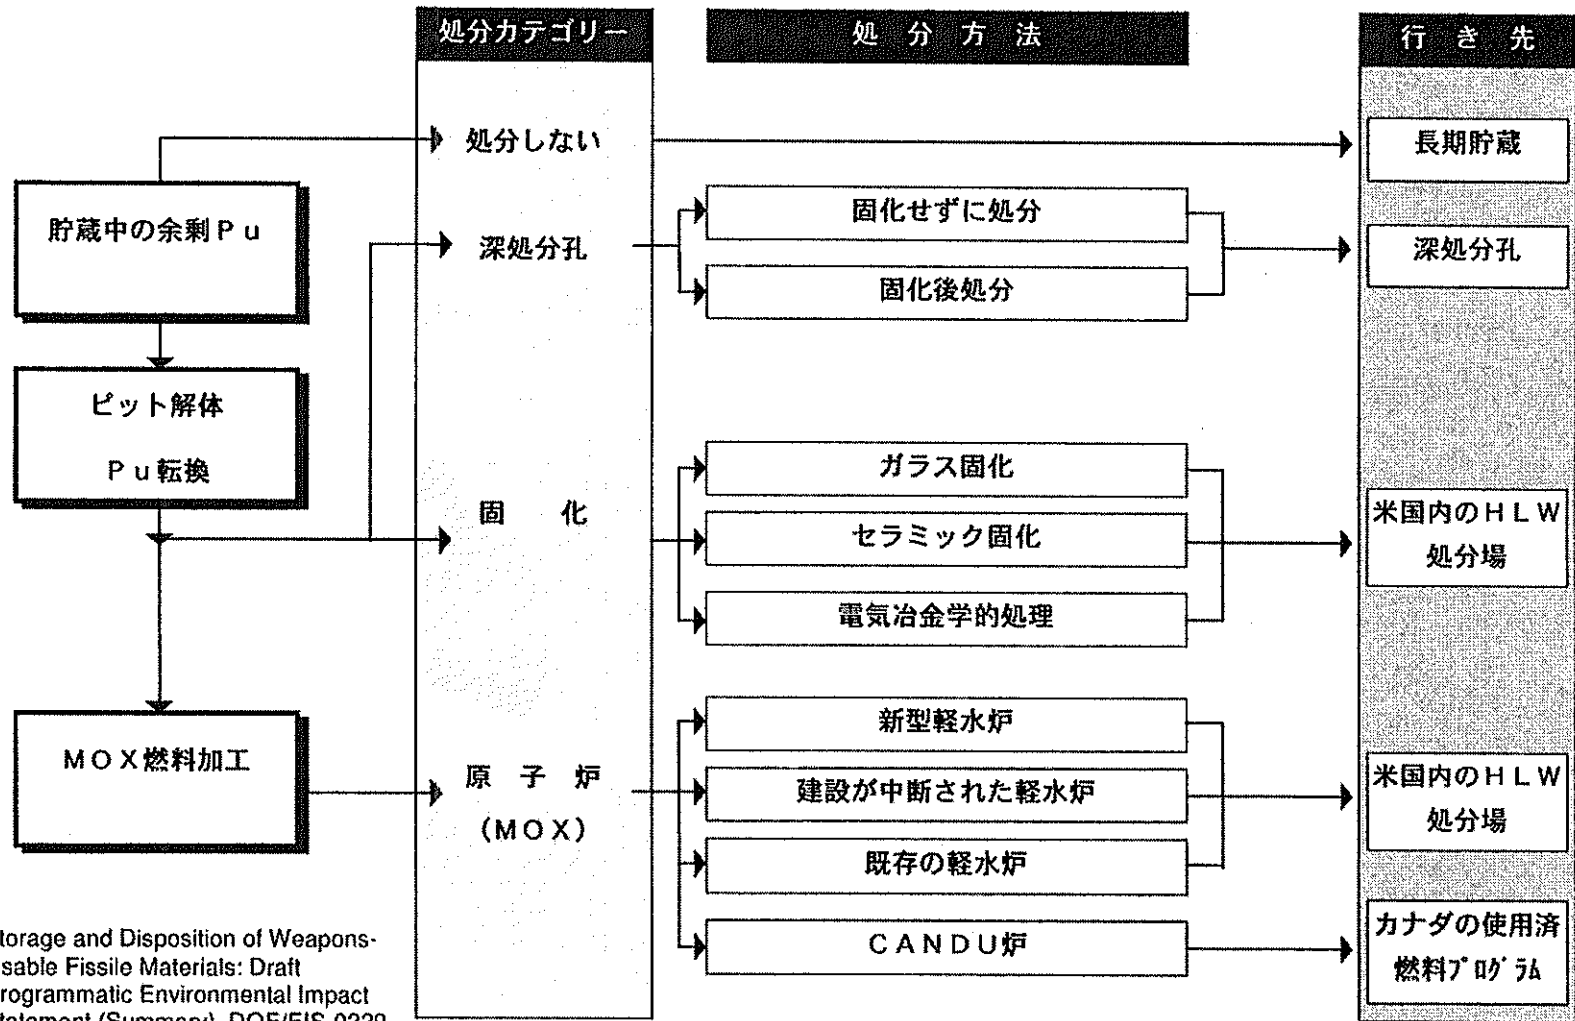 処分カテゴリー
処 分 方 法
行 き 先
処分しない
長期貯蔵
貯蔵中の余剰Ｐｕ
深処分孔
固化せずに処分
固化後処分
深処分孔
ピット解体
Ｐｕ転換
固 化
ガラス固化
セラミック固化
電気冶金学的処理
米国内のＨＬＷ
処分場
ＭＯＸ燃料加工
原 子 炉
（ＭＯＸ）
新型軽水炉
建設が中断された軽水炉
既存の軽水炉
ＣＡＮＤＵ炉
米国内のＨＬＷ
処分場
カナダの使用済
燃料ﾌﾟﾛｸﾞﾗﾑ
torage and Disposition of Weapons-
sable Fissile Materials: Draft
rogrammatic Environmental Impact
tatement (Summary), DOE/EIS-0229